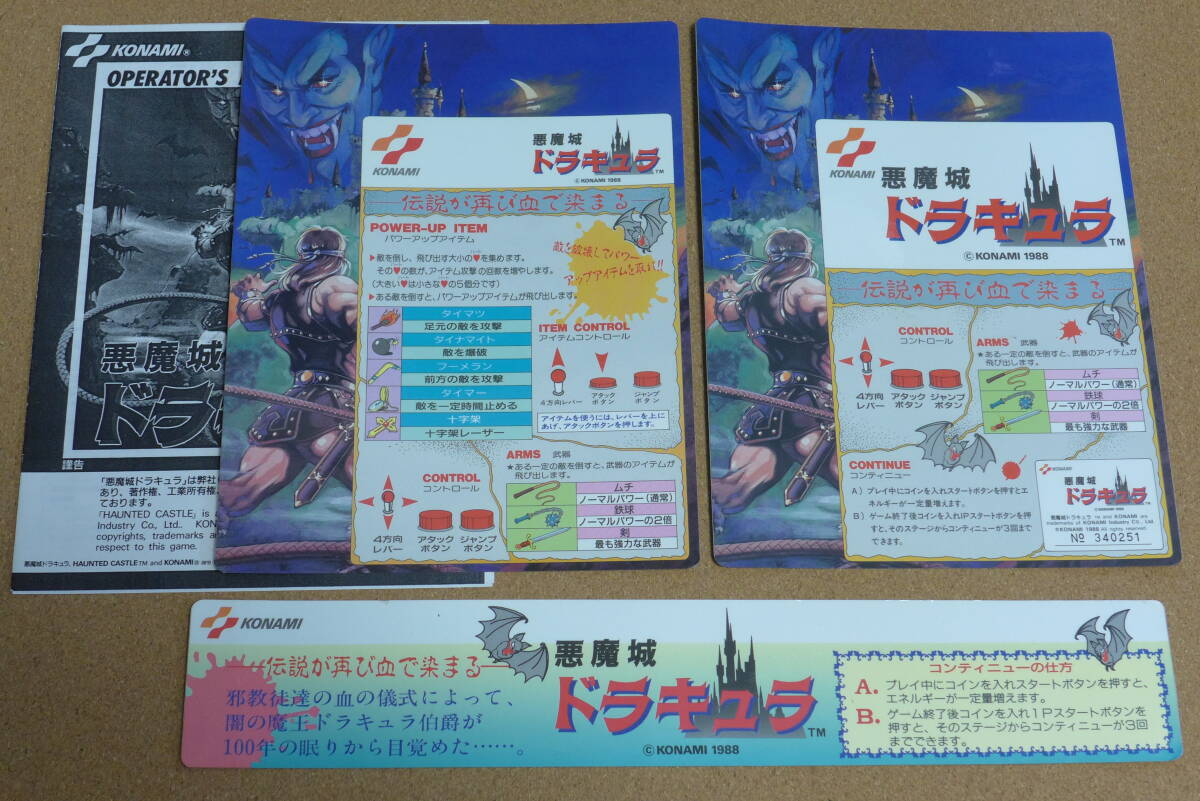 KONAMI®
OPERATOR'S
悪魔城
ドラ
謹告
「悪魔城ドラキュラ」は弊社
あり、著作権、工業所有権、
ております。
「HAUNTED CASTLE」is
Industry Co., Ltd. KON
copyrights, trademarks a
respect to this game.
悪魔城ドラキュラ, HAUNTED CASTLE™ and KONAMI® are
KONAMI
悪魔城
ドラキュラ™
©KONAMI 1988
伝説が再び血で染まる
POWER-UP ITEM
パワーアップアイテム
敵を破壊してパワー
アップアイテムを取れ!!
▶敵を倒し、飛び出す大小の♥を集めます。
その♥の数が、アイテム攻撃の回数を増やします。
(大きい♥は小さな♥の5個分です)
▶ある敵を倒すと、パワーアップアイテムが飛び出します。
タイマツ
足元の敵を攻撃
ダイナマイト
敵を爆破
ブーメラン
前方の敵を攻撃
タイマー
敵を一定時間止める
十字架
十字架レーザー
ITEM CONTROL
アイテムコントロール
4方向レバー
アタック
ボタン
ジャンプ
ボタン
アイテムを使うには、レバーを上に
あげ、アタックボタンを押します。
CONTROL
コントロール
4方向
レバー
アタック
ボタン
ジャンプ
ボタン
ARMS 武器
★ある一定の敵を倒すと、武器のアイテムが
飛び出します。
ムチ
ノーマルパワー(通常)
鉄球
ノーマルパワーの2倍
剣
最も強力な武器
KONAMI
悪魔城
ドラキュラ™
©KONAMI 1988
伝説が再び血で染まる
CONTROL
コントロール
4方向
レバー
アタック
ボタン
ジャンプ
ボタン
ARMS 武器
★ある一定の敵を倒すと、武器のアイテムが
飛び出します。
ムチ
ノーマルパワー(通常)
鉄球
ノーマルパワーの2倍
剣
最も強力な武器
CONTINUE
コンティニュー
A) プレイ中にコインを入れスタートボタンを押すとエ
ネルギーが一定量増えます。
B) ゲーム終了後コインを入れ1Pスタートボタンを押
すと、そのステージからコンティニューが3回まで
できます。
KONAMI
悪魔城
ドラキュラ™
©KONAMI 1988
悪魔城ドラキュラ ™ and KONAMI are
trademarks of KONAMI Industry Co., Ltd.
©KONAMI 1988 All rights reserved.
№ 340251
KONAMI
伝説が再び血で染まる
邪教徒達の血の儀式によって、
闇の魔王ドラキュラ伯爵が
100年の眠りから目覚めた……。
悪魔城
ドラキュラ™
©KONAMI 1988
コンティニューの仕方
A. プレイ中にコインを入れスタートボタンを押すと、
エネルギーが一定量増えます。
B. ゲーム終了後コインを入れ1Pスタートボタンを
押すと、そのステージからコンティニューが3回
までできます。